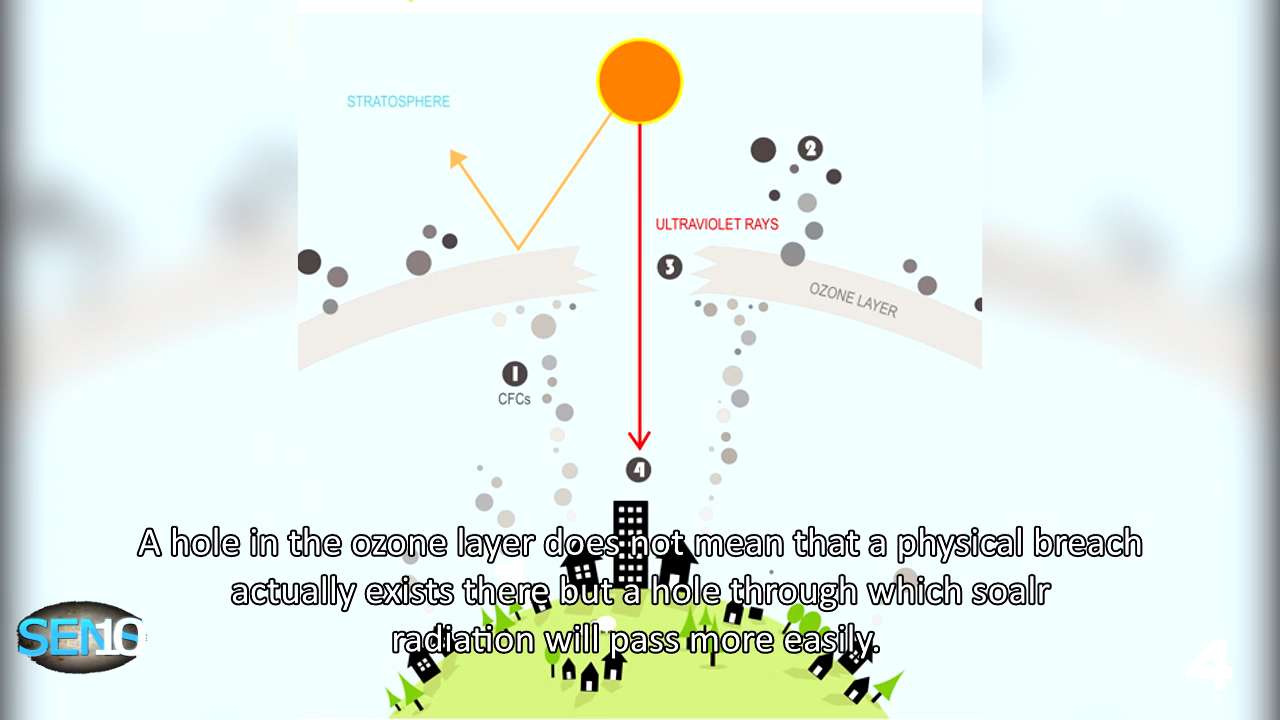 STRATOSPHERE
2
ULTRAVIOLET RAYS
3
OZONE LAYER
1
CFCs
4
A hole in the ozone layer does not mean that a physical breach
actually exists there but a hole through which soalr
radiation will pass more easily.
SEN10
4